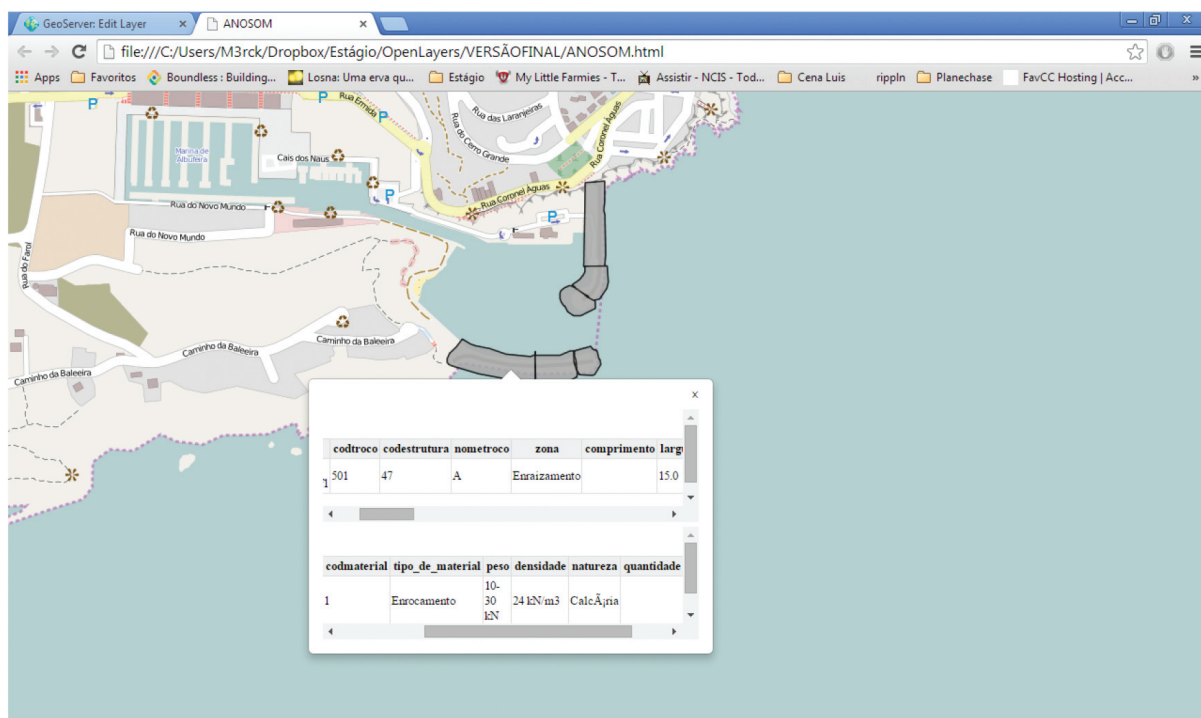 GeoServer: Edit Layer
ANOSOM
file:///C:/Users/M3rck/Dropbox/Estágio/OpenLayers/VERSÃOFINAL/ANOSOM.html
Apps Favoritos Boundless : Building... Losna: Uma erva qu... Estágio My Little Farmies - T... Assistir - NCIS - Tod... Cena Luis rippln Planechase FavCC Hosting | Acc... »
P
P
Rua Ermida
P
Rua das Laranjeiras
Rua do Cerro Grande
Rua Coronel Águas
Marina de
Albufeira
Cais dos Naus
P
Rua Coronel Águas
P
Rua do Novo Mundo
Rua do Novo Mundo
Rua do Farol
Caminho da Baleeira
Caminho da Baleeira
Caminho da Baleeira
x
codtroco codestrutura nometroco zona comprimento larg
501 47 A Enraizamento 15.0
codmaterial tipo_de_material peso densidade natureza quantidade
1 Enrocamento 10-
30
kN 24 kN/m3 CalcÃ¡ria